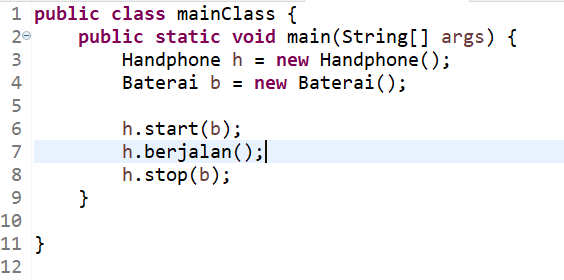 1 public class mainClass {
2 public static void main(String[] args) {
3 Handphone h = new Handphone();
4 Baterai b = new Baterai();
5
6 h.start(b);
7 h.berjalan();
8 h.stop(b);
9 }
10
11 }
12